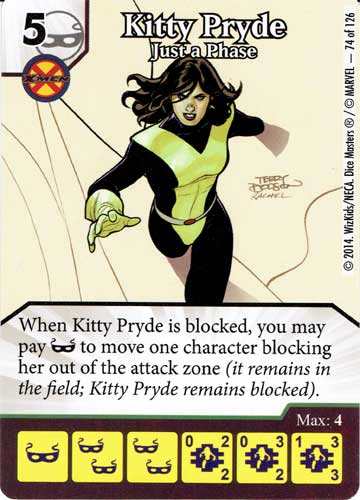 5
Kitty Pryde
Just a Phase
X-MEN
TERRY
DODSON
RACHEL
© 2014. WizKids/NECA. Dice Masters ® / © MARVEL — 74 of 126
When Kitty Pryde is blocked, you may
pay to move one character blocking
her out of the attack zone (it remains in
the field; Kitty Pryde remains blocked).
Max: 4
0 2 2
0 3 2
1 3 3